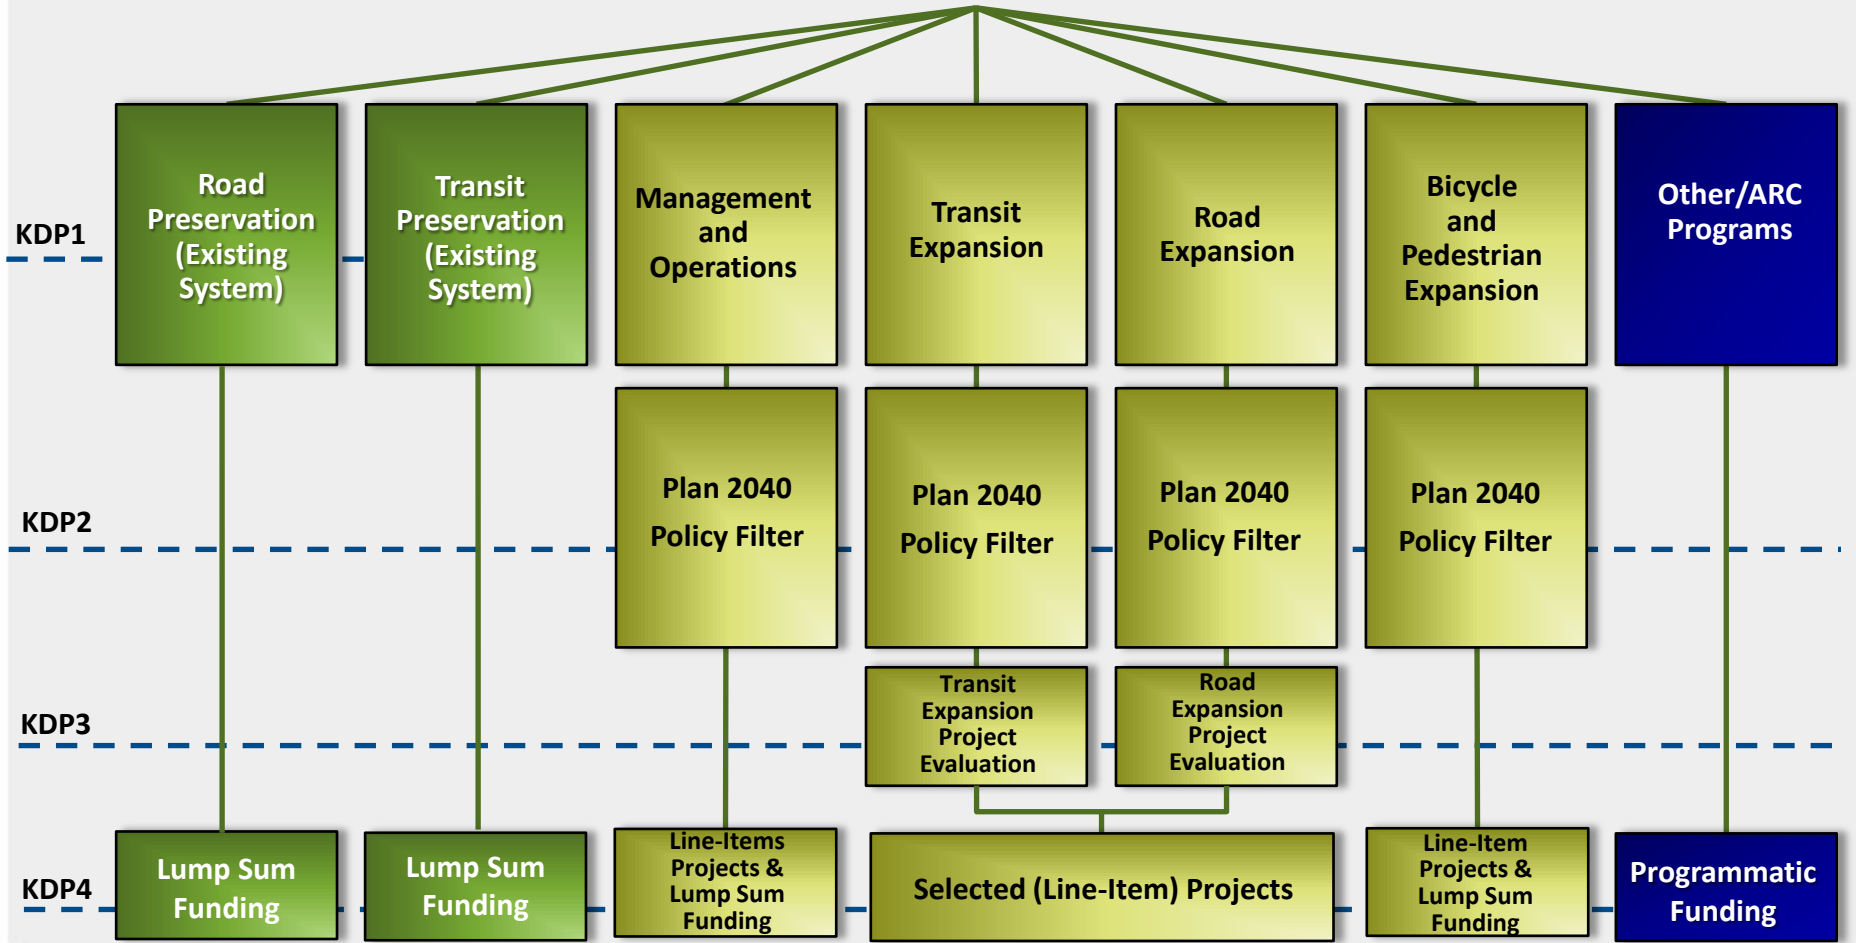 KDP1
Road
Preservation
(Existing
System)
Transit
Preservation
(Existing
System)
Management
and
Operations
Transit
Expansion
Road
Expansion
Bicycle
and
Pedestrian
Expansion
Other/ARC
Programs
KDP2
Plan 2040
Policy Filter
Plan 2040
Policy Filter
Plan 2040
Policy Filter
Plan 2040
Policy Filter
KDP3
Transit
Expansion
Project
Evaluation
Road
Expansion
Project
Evaluation
KDP4
Lump Sum
Funding
Lump Sum
Funding
Line-Items
Projects &
Lump Sum
Funding
Selected (Line-Item) Projects
Line-Item
Projects &
Lump Sum
Funding
Programmatic
Funding